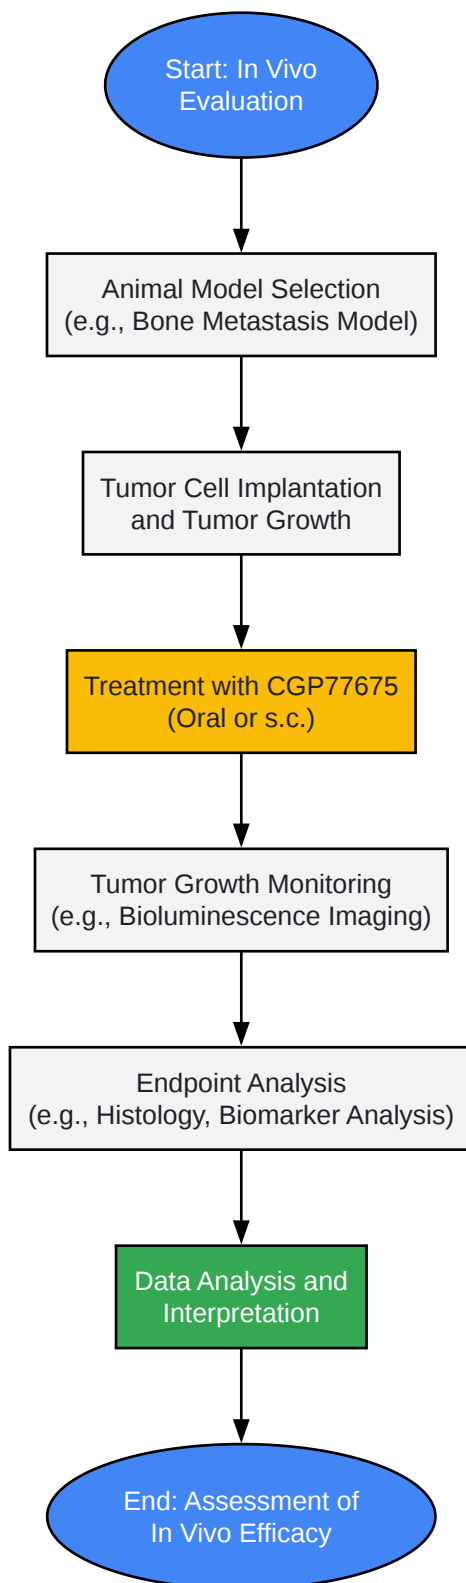 Start: In Vivo
Evaluation
Animal Model Selection
(e.g., Bone Metastasis Model)
Tumor Cell Implantation
and Tumor Growth
Treatment with CGP77675
(Oral or s.c.)
Tumor Growth Monitoring
(e.g., Bioluminescence Imaging)
Endpoint Analysis
(e.g., Histology, Biomarker Analysis)
Data Analysis and
Interpretation
End: Assessment of
In Vivo Efficacy